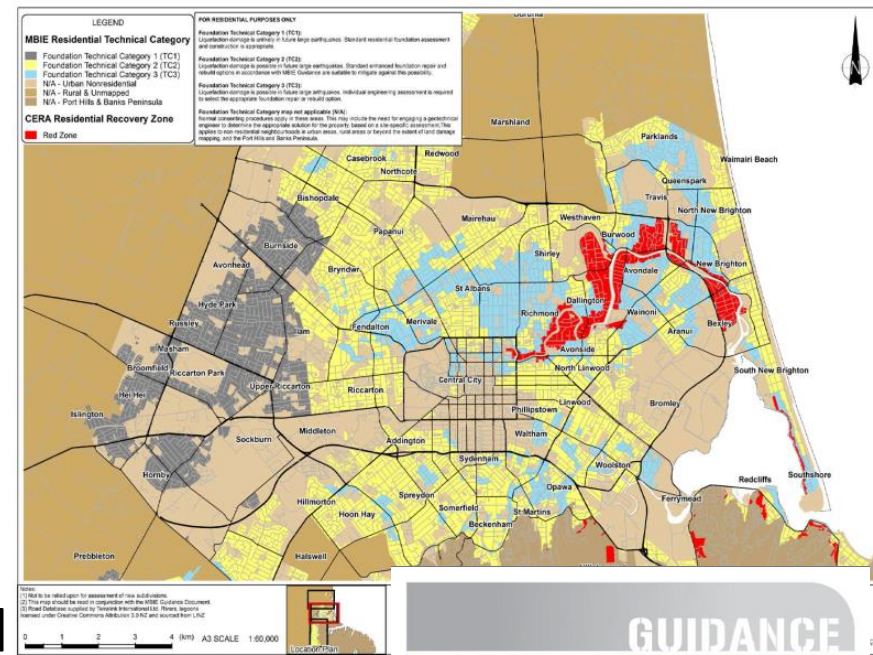 LEGEND
MBIE Residential Technical Category
Foundation Technical Category 1 (TC1)
Foundation Technical Category 2 (TC2)
Foundation Technical Category 3 (TC3)
N/A - Urban Nonresidential
N/A - Rural & Unmapped
N/A - Port Hills & Banks Peninsula
CERA Residential Recovery Zone
Red Zone
FOR RESIDENTIAL PURPOSES ONLY
Foundation Technical Category 1 (TC1):
Liquefaction damage is unlikely in future large earthquakes. Standard residential foundation assessment
and construction is appropriate.
Foundation Technical Category 2 (TC2):
Liquefaction damage is possible in future large earthquakes. Standard enhanced foundation repair and
rebuild options in accordance with MBIE Guidance are suitable to mitigate against this possibility.
Foundation Technical Category 3 (TC3):
Liquefaction damage is possible in future large earthquakes. Individual engineering assessment is required
to select the appropriate foundation repair or rebuild option.
Foundation Technical Category may not applicable (N/A):
Normal consenting procedures apply in these areas. This may include the need for engaging a geotechnical
engineer to determine the appropriate solution for the property, based on a site-specific assessment. This
applies to non residential neighbourhoods in urban areas, rural areas or beyond the extent of land damage
mapping, and the Port Hills and Banks Peninsula.
N
Marshland
Parklands
Redwood
Casebrook
Waimairi Beach
Northcote
Queenspark
Bishopdale
Travis
North New Brighton
Westhaven
Mairehau
Papanui
Burwood
Burnside
Shirley
Avonhead
New Brighton
Bryndwr
Avondale
St Albans
Hyde Park
Dallington
Richmond
Wainoni
Russley
Merivale
Fendalton
Ilam
Aranui
Bexley
Masham
Avonside
Broomfield
Riccarton Park
North Linwood
South New Brighton
Central City
Upper Riccarton
Hei Hei
Riccarton
Linwood
Bromley
Phillipstown
Islington
Middleton
Waltham
Sockburn
Addington
Sydenham
Woolston
Hornby
Redcliffs
Southshore
Opawa
Spreydon
Ferrymead
Hillmorton
Somerfield
St Martins
Hoon Hay
Beckenham
Prebbleton
Halswell
Notes:
(1) Not to be relied upon for assessment of new subdivisions.
(2) This map should be read in conjunction with the MBIE Guidance Document.
(3) Road Database supplied by Terralink International Ltd. Rivers, lagoons
licensed under Creative Commons Attribution 3.0 NZ and sourced from LINZ
0 1 2 3 4 (km) A3 SCALE 1:60,000
Location Plan
GUIDANCE